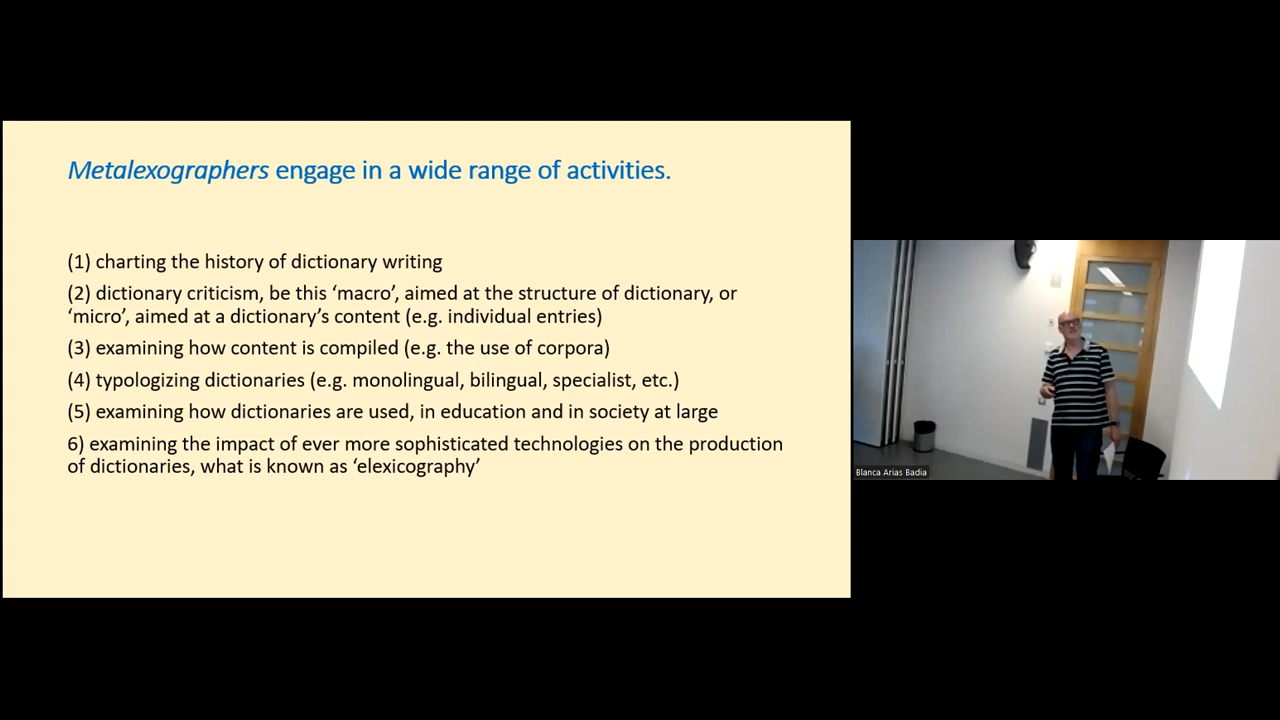 Metalexographers engage in a wide range of activities.
(1) charting the history of dictionary writing
(2) dictionary criticism, be this ‘macro’, aimed at the structure of dictionary, or
‘micro’, aimed at a dictionary’s content (e.g. individual entries)
(3) examining how content is compiled (e.g. the use of corpora)
(4) typologizing dictionaries (e.g. monolingual, bilingual, specialist, etc.)
(5) examining how dictionaries are used, in education and in society at large
6) examining the impact of ever more sophisticated technologies on the production
of dictionaries, what is known as ‘elexicography’
Blanca Arias Badia